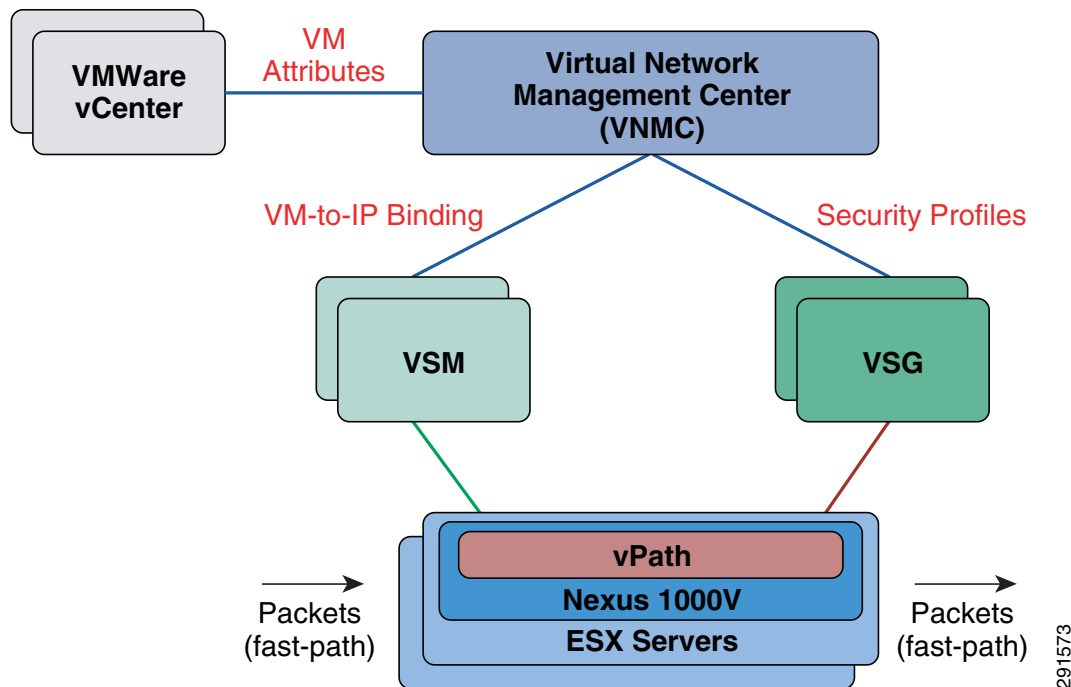 VMWare
vCenter
VM
Attributes
Virtual Network
Management Center
(VNMC)
VM-to-IP Binding
Security Profiles
VSM
VSG
vPath
Nexus 1000V
ESX Servers
Packets
(fast-path)
Packets
(fast-path)
291573